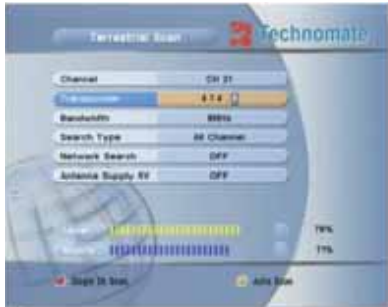 Terrestrial Scan
Technomate
Channel CH 21
474
Bandwidth 8MHz
Search Type All Channel
Network Search OFF
Antenna Supply 5V OFF
78%
71%
Auto Scan